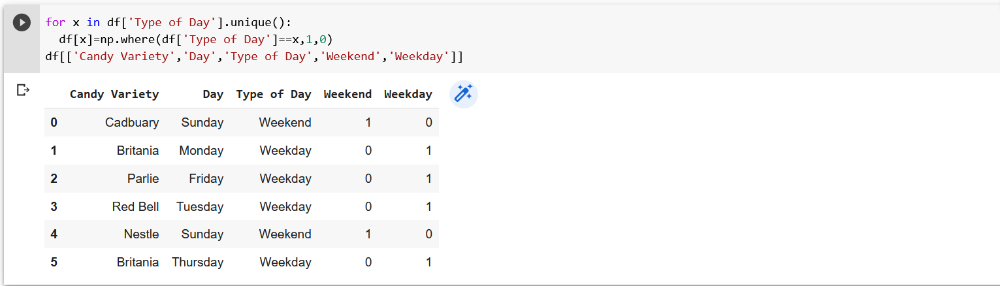 for x in df['Type of Day'].unique():
  df[x]=np.where(df['Type of Day']==x,1,0)
df[['Candy Variety','Day','Type of Day','Weekend','Weekday']]
Candy Variety Day Type of Day Weekend Weekday
0 Cadbuary Sunday Weekend 1 0
1 Britania Monday Weekday 0 1
2 Parlie Friday Weekday 0 1
3 Red Bell Tuesday Weekday 0 1
4 Nestle Sunday Weekend 1 0
5 Britania Thursday Weekday 0 1